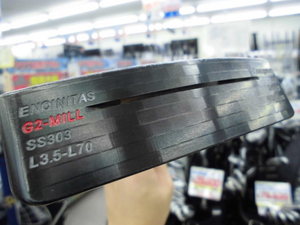 ENCINITAS
G2-MILL
SS303
L3.5-L70